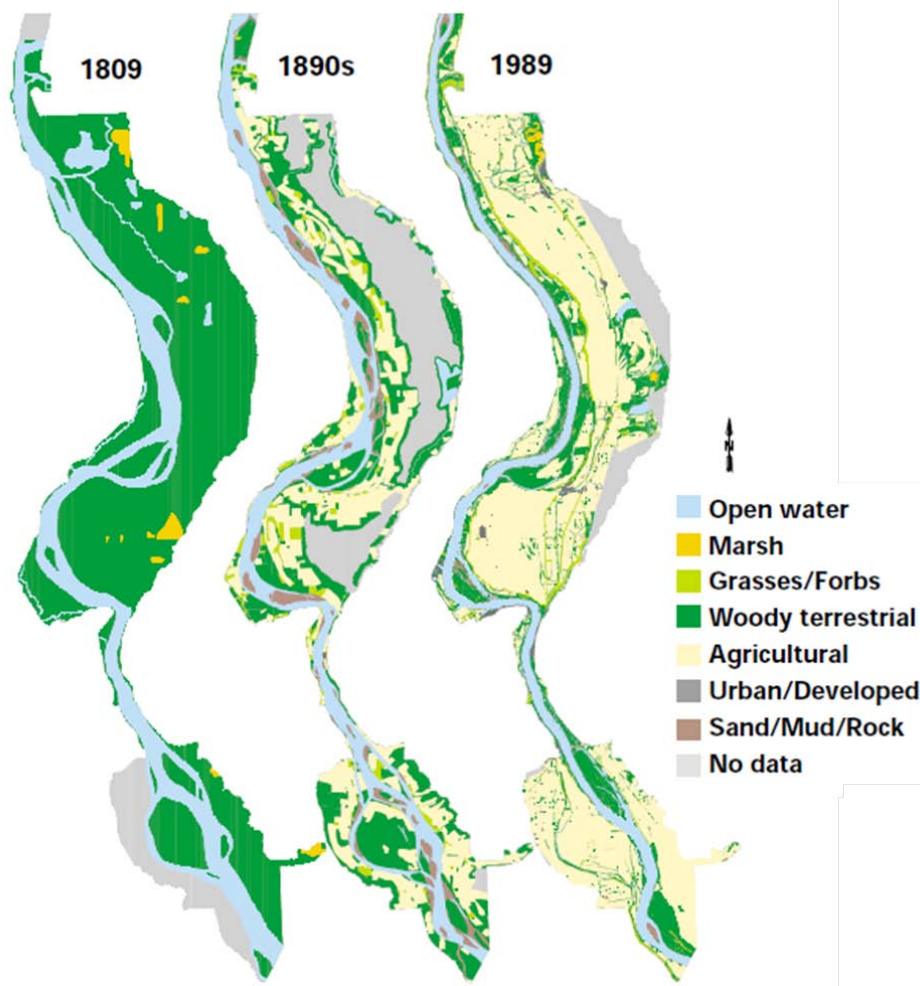 1809
1890s
1989
N
Open water
Marsh
Grasses/Forbs
Woody terrestrial
Agricultural
Urban/Developed
Sand/Mud/Rock
No data